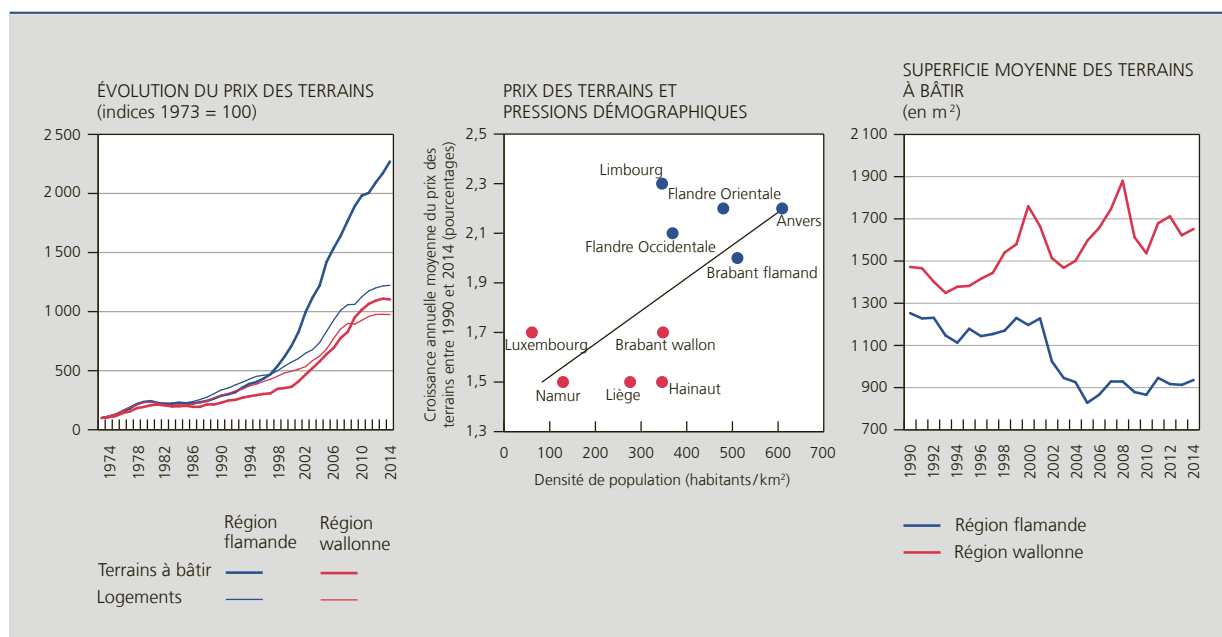 ÉVOLUTION DU PRIX DES TERRAINS
(indices 1973 = 100)
2 500
2 000
1 500
1 000
500
0
1974
1978
1982
1986
1990
1994
1998
2002
2006
2010
2014
Région
flamande
Région
wallonne
Terrains à bâtir
Logements
PRIX DES TERRAINS ET
PRESSIONS DÉMOGRAPHIQUES
Croissance annuelle moyenne du prix des
terrains entre 1990 et 2014 (pourcentages)
2,5
2,3
2,1
1,9
1,7
1,5
1,3
Limbourg
Flandre Orientale
Anvers
Flandre Occidentale
Brabant flamand
Luxembourg
Brabant wallon
Namur
Liège
Hainaut
0
100
200
300
400
500
600
700
Densité de population (habitants/km²)
SUPERFICIE MOYENNE DES TERRAINS
À BÂTIR
(en m²)
2 100
1 900
1 700
1 500
1 300
1 100
900
700
1990
1992
1994
1996
1998
2000
2002
2004
2006
2008
2010
2012
2014
Région flamande
Région wallonne